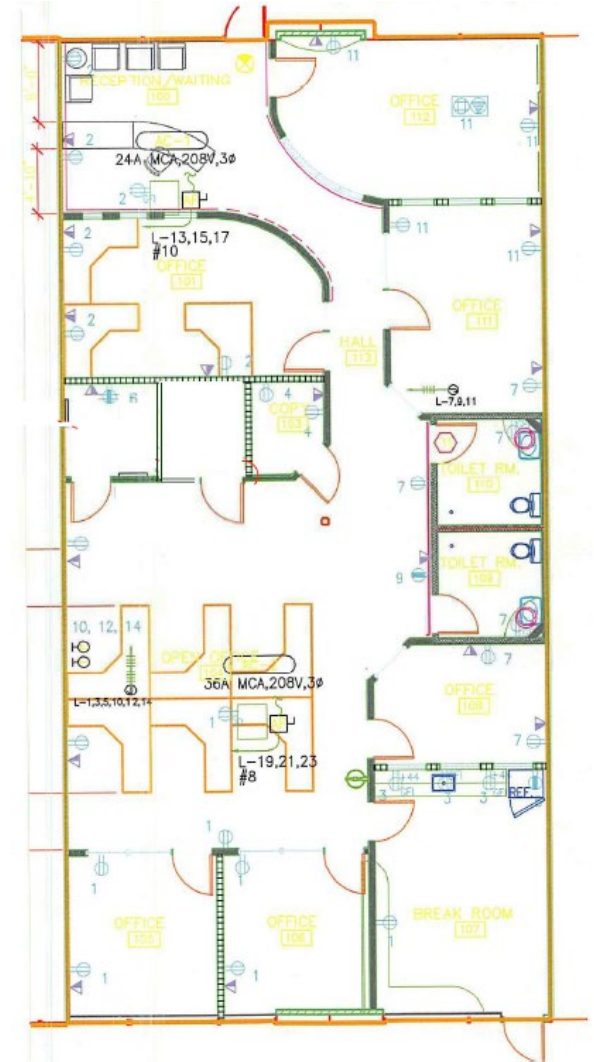 2
11
RECEPTION/WAITING
100
OFFICE
112
11
2
AC-1
24A MCA,208V,3ø
2
L-13,15,17
#10
2
OFFICE
101
11
11
OFFICE
111
2
2
HALL
113
6
4
COPY
103
4
7
L-7,9,11
7
7
TOILET RM.
110
9
TOILET RM.
109
10, 12, 14
OPEN OFFICE
36A MCA,208V,3ø
L-1,3,5,10,12,14
7
OFFICE
108
1
L-19,21,23
#8
7
3
3
3
REF.
1
1
1
OFFICE
105
OFFICE
106
BREAK ROOM
107
1
1
1